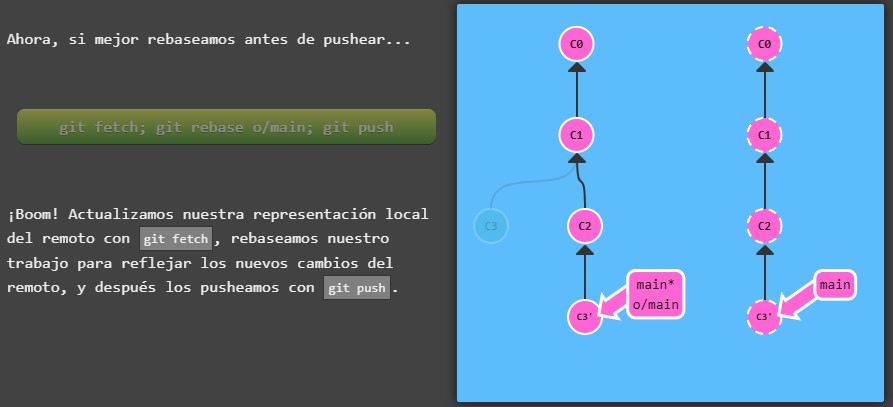 Ahora, si mejor rebaseamos antes de pushear...
git fetch; git rebase o/main; git push
¡Boom! Actualizamos nuestra representación local
del remoto con git fetch, rebaseamos nuestro
trabajo para reflejar los nuevos cambios del
remoto, y después los pusheamos con git push.
C0
C1
C3
C2
C3'
main*
o/main
C0
C1
C2
C3'
main